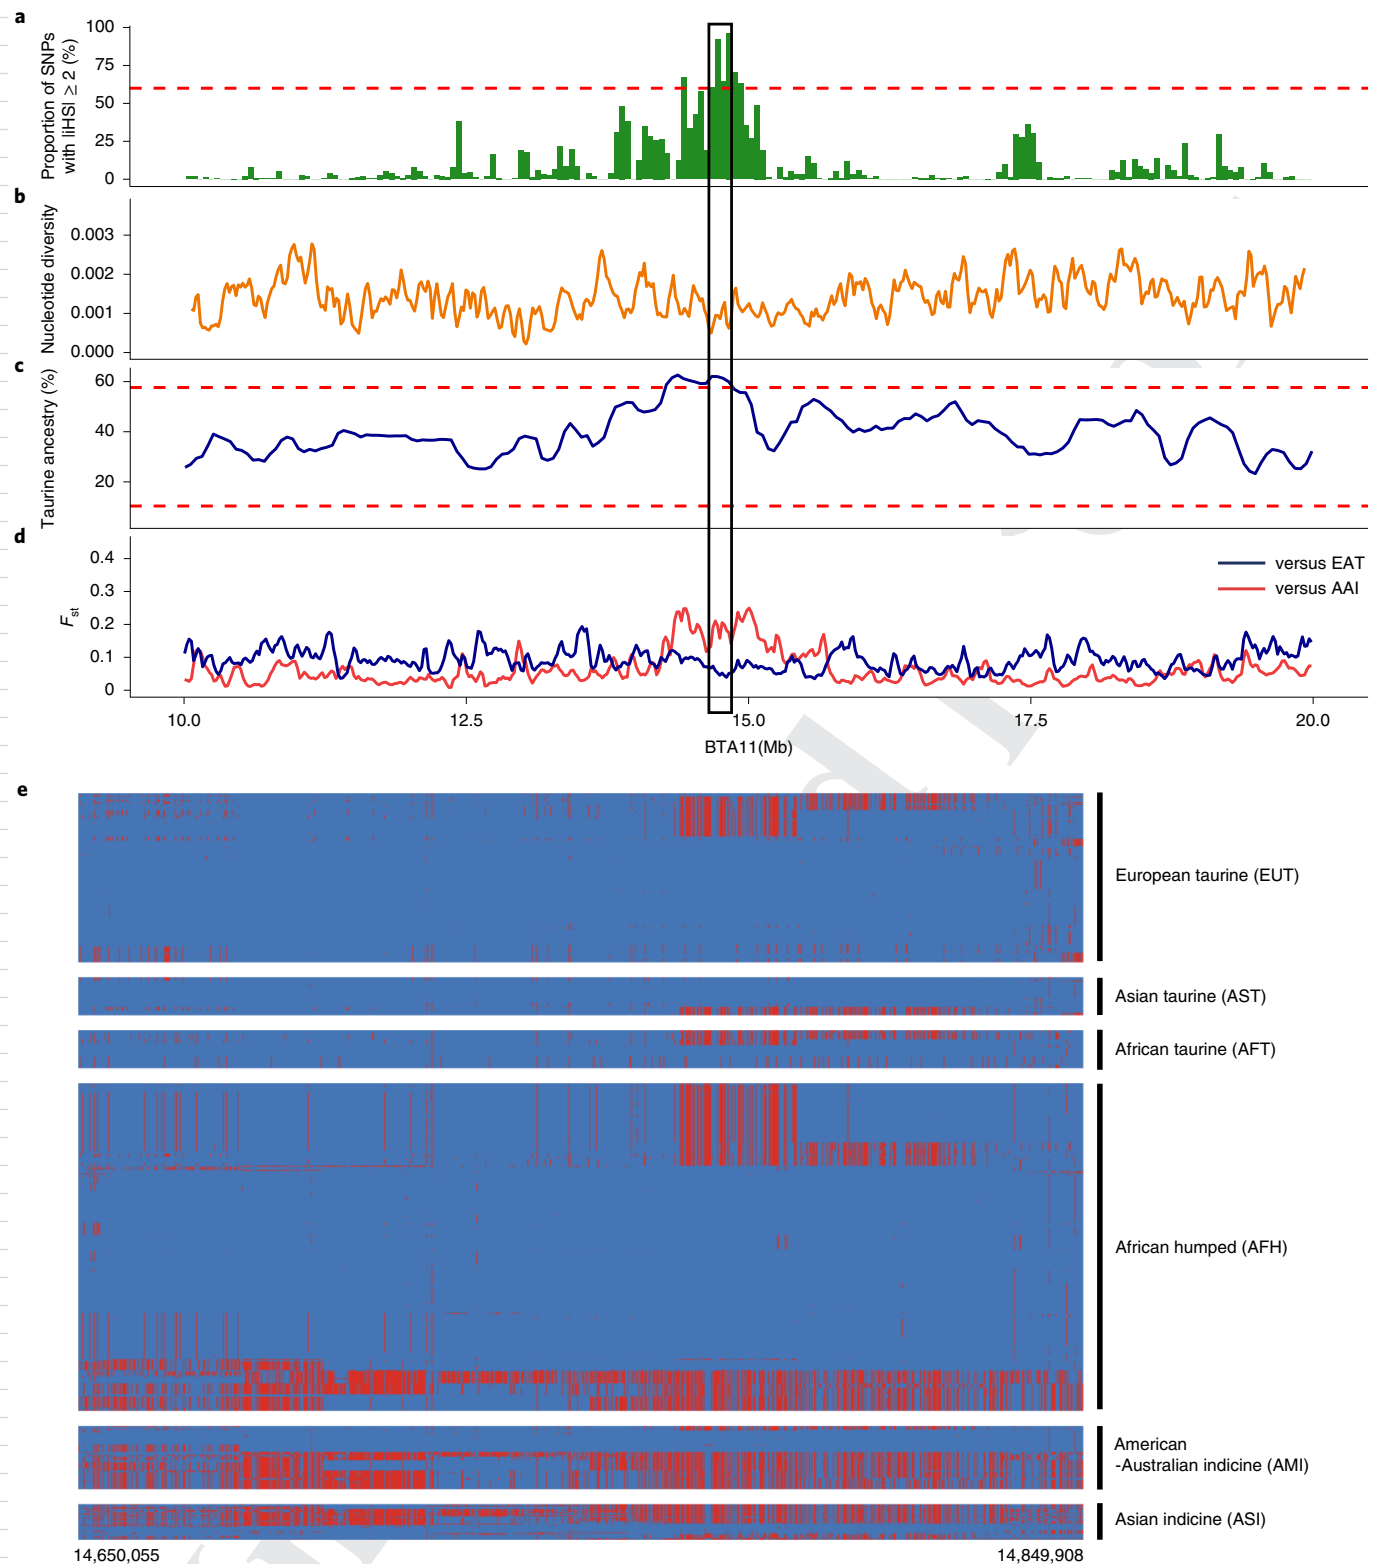 a
Proportion of SNPs
with liHSI ≥ 2 (%)
100
75
50
25
0
b
Nucleotide diversity
0.003
0.002
0.001
0.000
c
Taurine ancestry (%)
60
40
20
d
Fst
0.4
0.3
0.2
0.1
0
versus EAT
versus AAI
10.0 12.5 15.0 17.5 20.0
BTA11(Mb)
e
European taurine (EUT)
Asian taurine (AST)
African taurine (AFT)
African humped (AFH)
American
-Australian indicine (AMI)
Asian indicine (ASI)
14,650,055 14,849,908